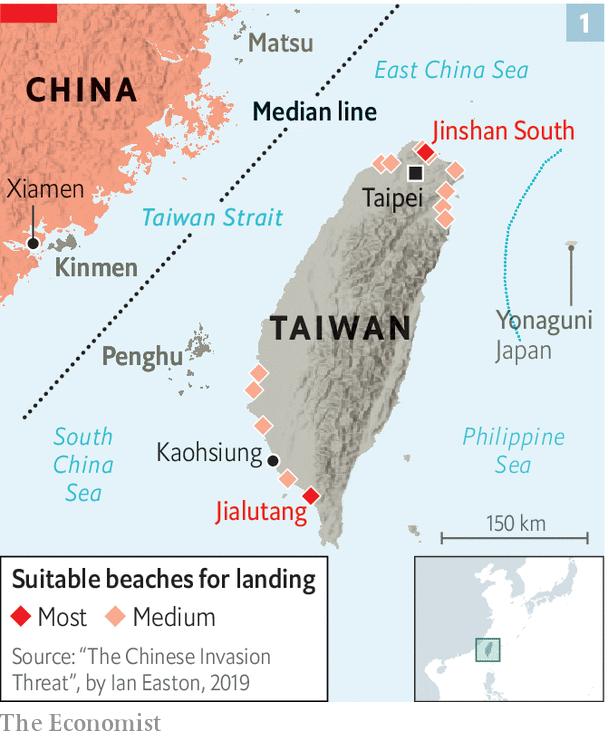 1
Matsu
CHINA
East China Sea
Median line
Jinshan South
Xiamen
Taipei
Taiwan Strait
Kinmen
TAIWAN
Yonaguni
Japan
Penghu
South
China
Sea
Kaohsiung
Philippine
Sea
Jialutang
150 km
Suitable beaches for landing
Most Medium
Source: “The Chinese Invasion
Threat”, by Ian Easton, 2019
The Economist